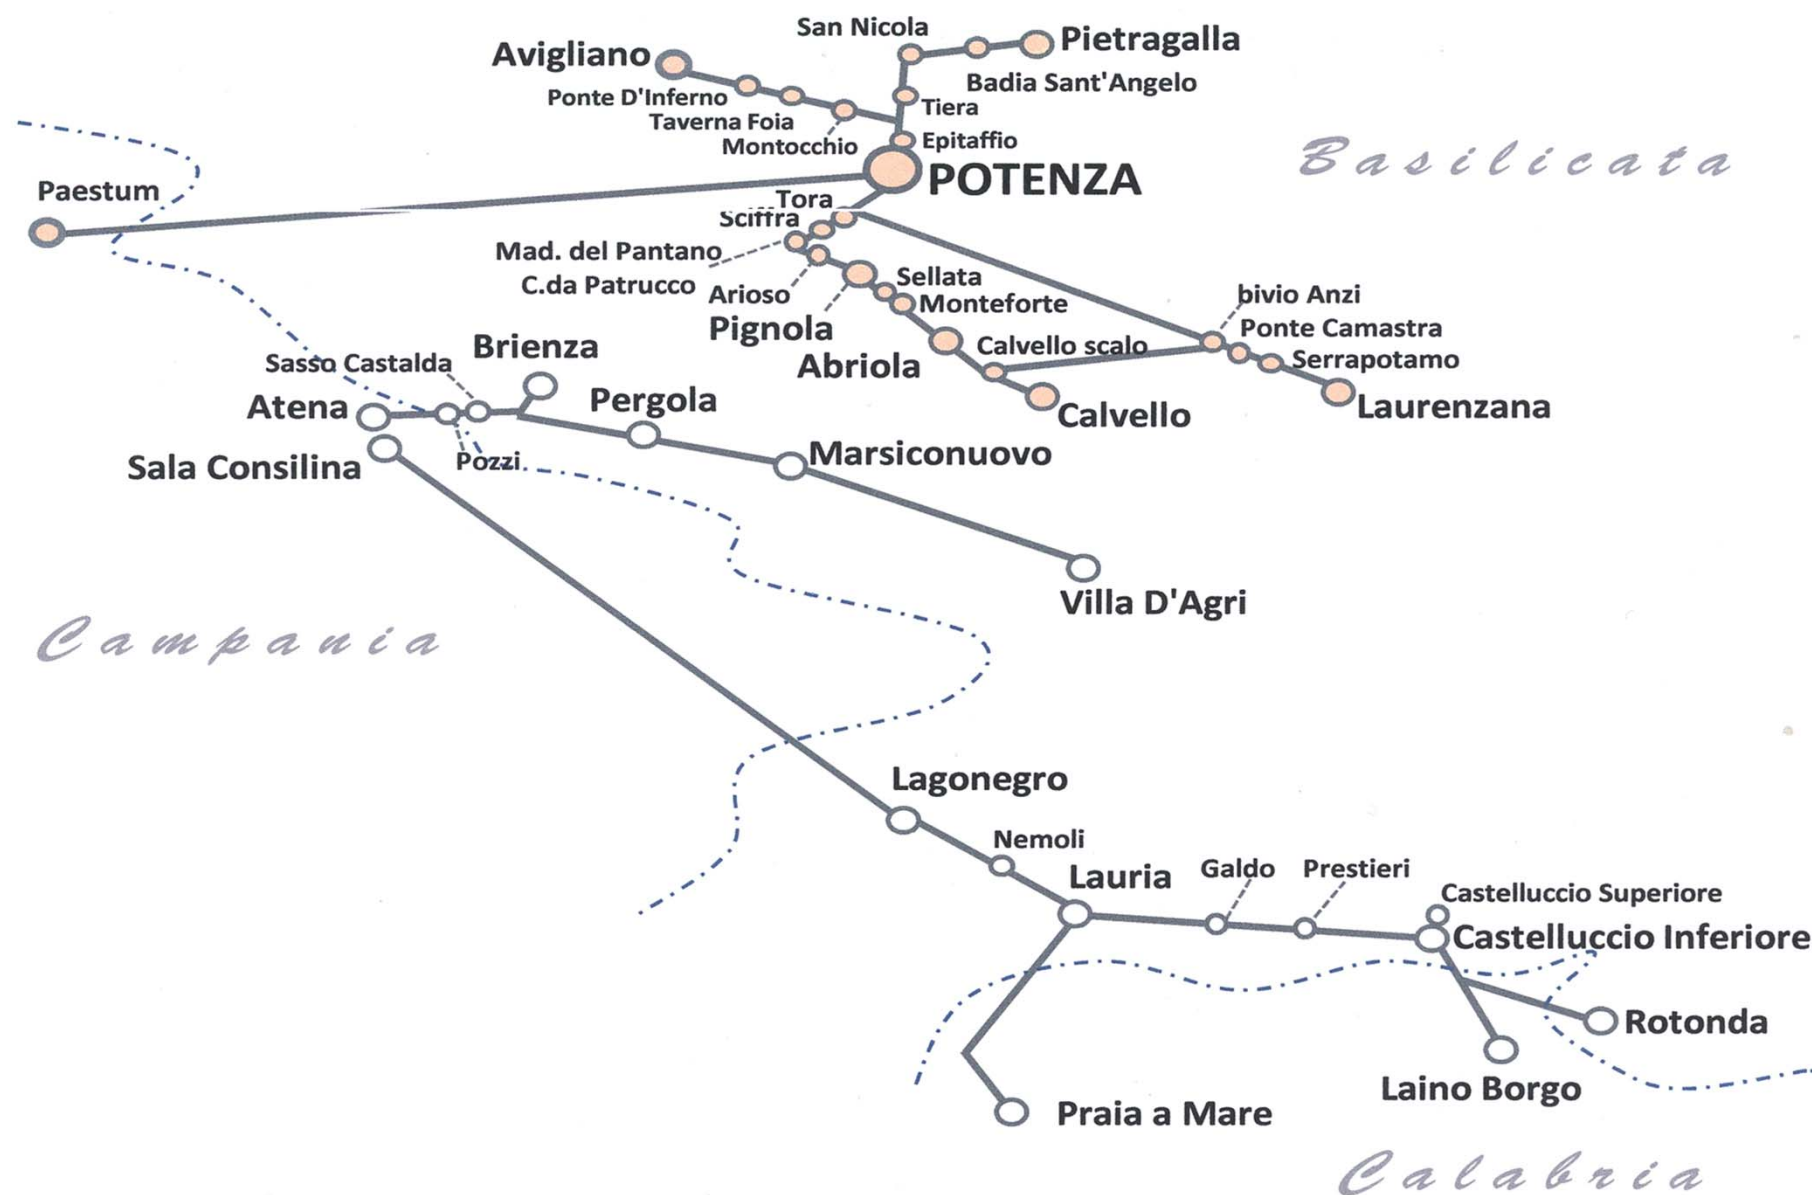 San Nicola
Pietragalla
Avigliano
Badia Sant'Angelo
Ponte D'Inferno
Tiera
Taverna Foia
Montocchio
Epitaffio
Basilicata
POTENZA
Paestum
Tora
Sciffra
Mad. del Pantano
C.da Patrucco
Arioso
Sellata
Monteforte
bivio Anzi
Pignola
Ponte Camastra
Brienza
Calvello scalo
Serrapotamo
Sasso Castalda
Abriola
Atena
Pergola
Calvello
Laurenzana
Sala Consilina
Pozzi
Marsiconuovo
Villa D'Agri
Campania
Lagonegro
Nemoli
Lauria
Galdo
Prestieri
Castelluccio Superiore
Castelluccio Inferiore
Rotonda
Laino Borgo
Praia a Mare
Calabria